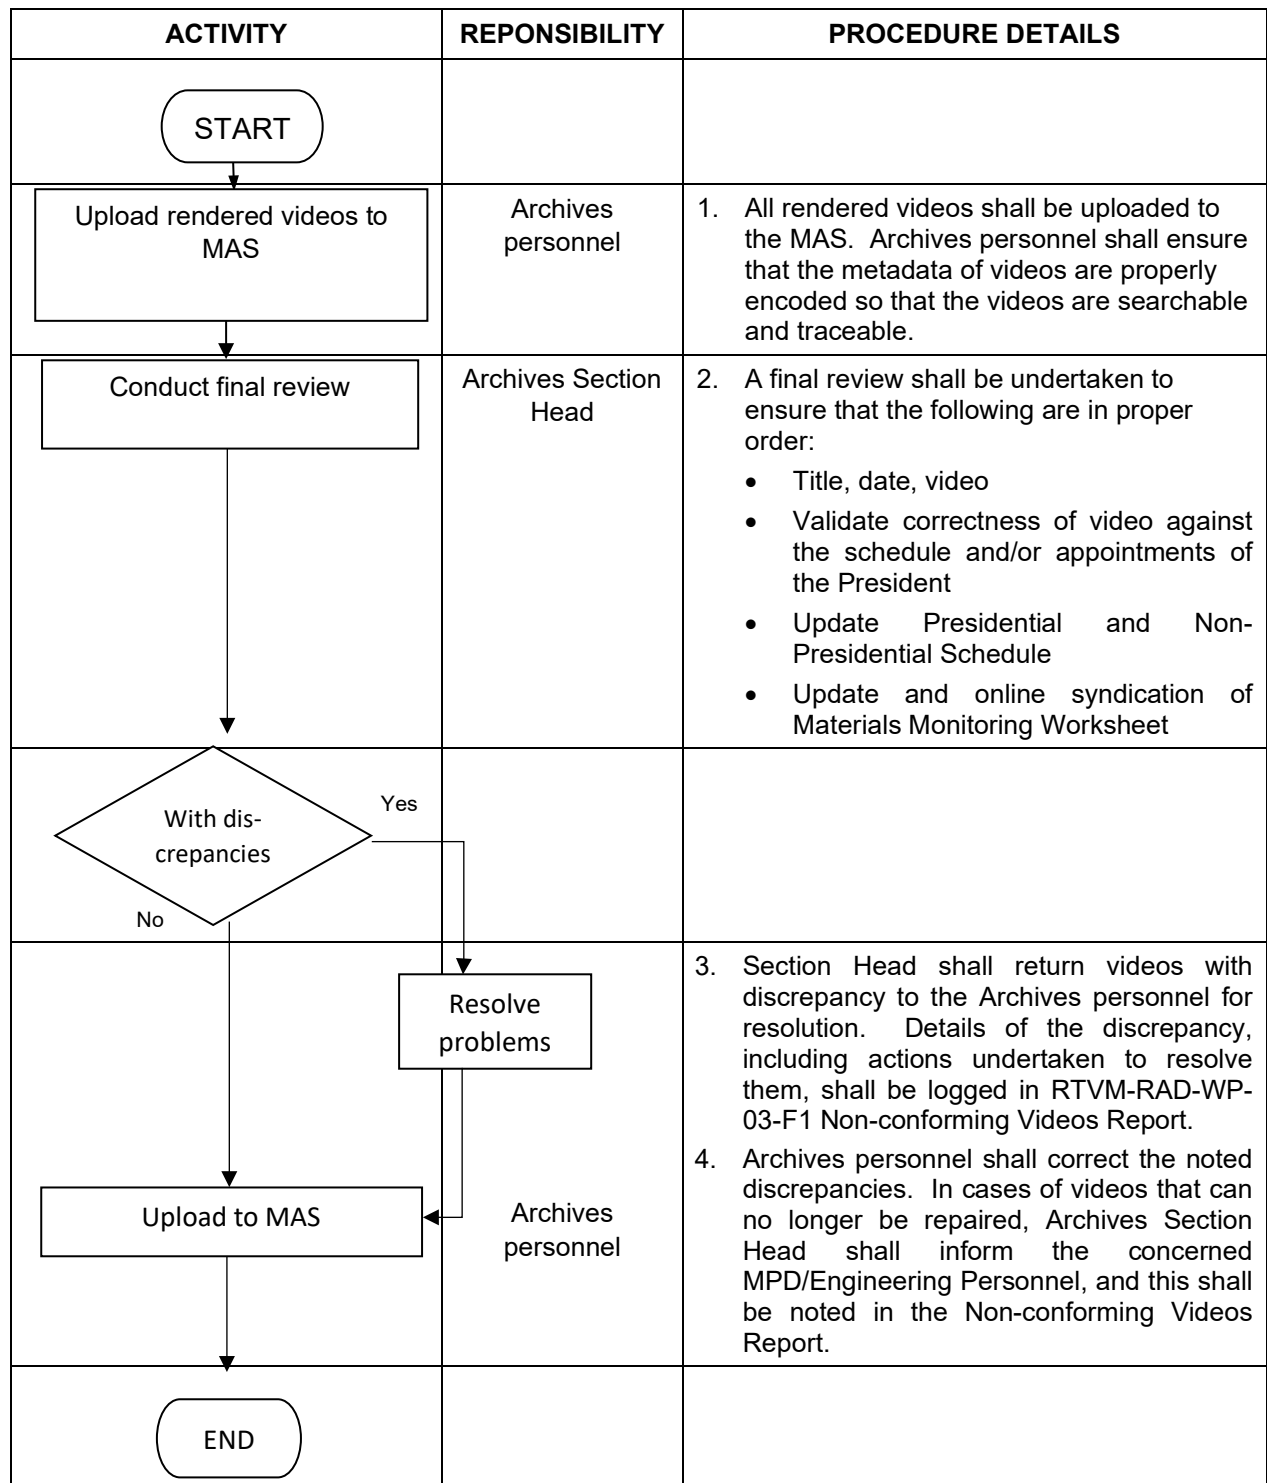 ACTIVITY
REPONSIBILITY
PROCEDURE DETAILS
START
Upload rendered videos to
MAS
Archives
personnel
1. All rendered videos shall be uploaded to
the MAS. Archives personnel shall ensure
that the metadata of videos are properly
encoded so that the videos are searchable
and traceable.
Conduct final review
Archives Section
Head
2. A final review shall be undertaken to
ensure that the following are in proper
order:
• Title, date, video
• Validate correctness of video against
the schedule and/or appointments of
the President
• Update Presidential and Non-
Presidential Schedule
• Update and online syndication of
Materials Monitoring Worksheet
With dis-
crepancies
Yes
No
Resolve
problems
3. Section Head shall return videos with
discrepancy to the Archives personnel for
resolution. Details of the discrepancy,
including actions undertaken to resolve
them, shall be logged in RTVM-RAD-WP-
03-F1 Non-conforming Videos Report.
Upload to MAS
Archives
personnel
4. Archives personnel shall correct the noted
discrepancies. In cases of videos that can
no longer be repaired, Archives Section
Head shall inform the concerned
MPD/Engineering Personnel, and this shall
be noted in the Non-conforming Videos
Report.
END